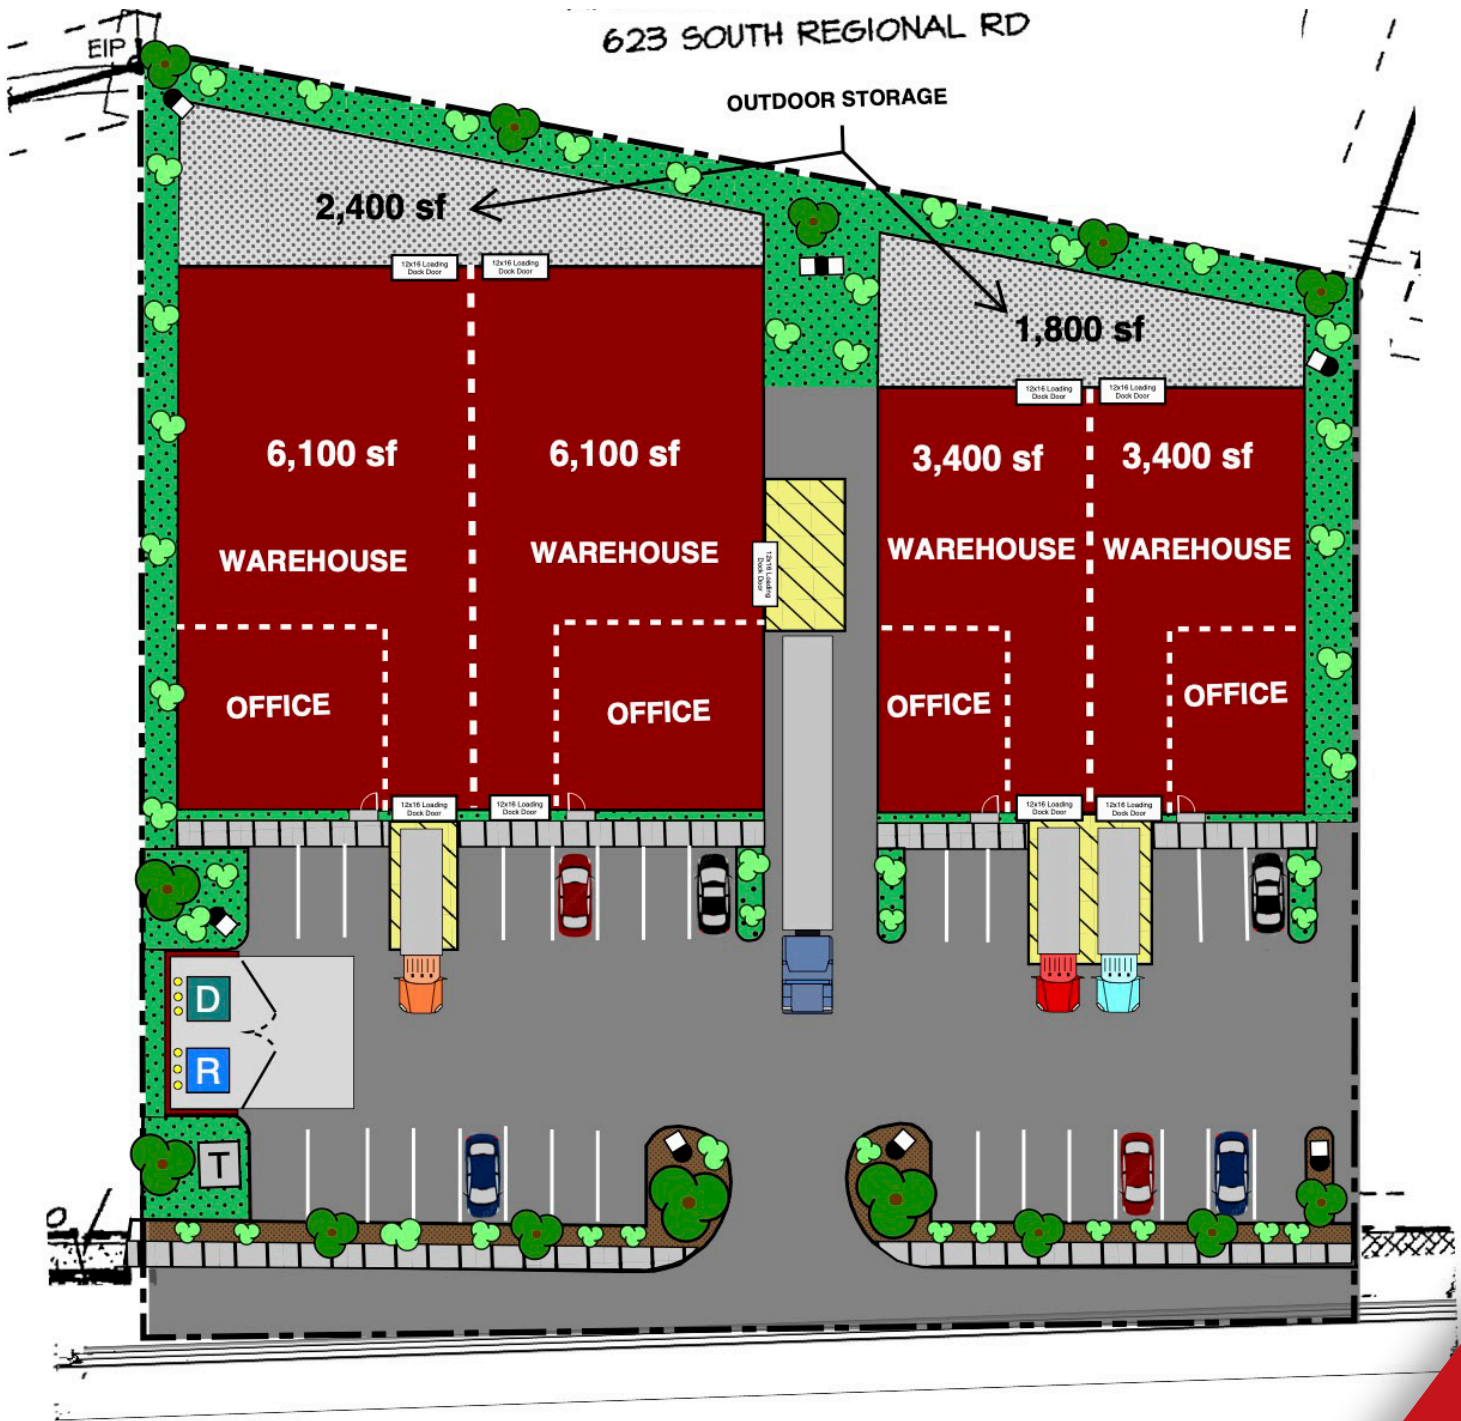 623 SOUTH REGIONAL RD
EIP
OUTDOOR STORAGE
2,400 sf
1,800 sf
12x16 Loading
Dock Door
12x16 Loading
Dock Door
12x16 Loading
Dock Door
12x16 Loading
Dock Door
6,100 sf
6,100 sf
3,400 sf
3,400 sf
WAREHOUSE
WAREHOUSE
WAREHOUSE
WAREHOUSE
12x16 Loading
Dock Door
OFFICE
OFFICE
OFFICE
OFFICE
12x16 Loading
Dock Door
12x16 Loading
Dock Door
12x16 Loading
Dock Door
12x16 Loading
Dock Door
D
R
T